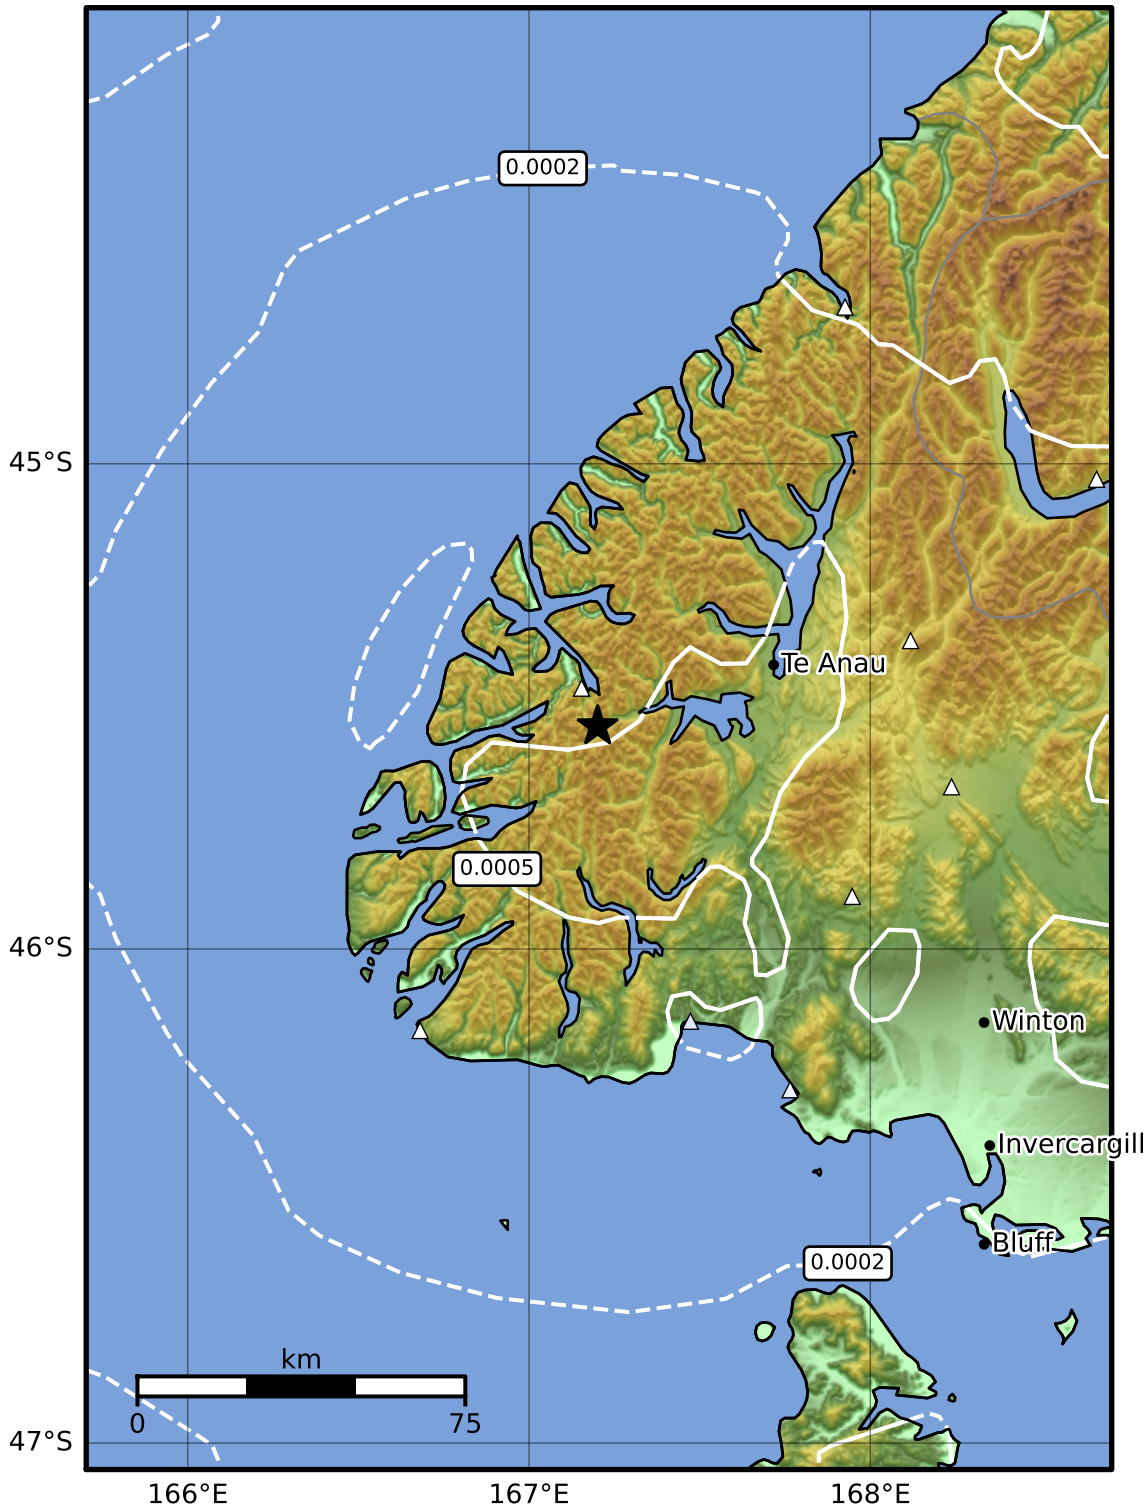 0.0002
45°S
Te Anau
0.0005
46°S
Winton
Invercargill
Bluff
0.0002
km
0 75
47°S
166°E 167°E 168°E